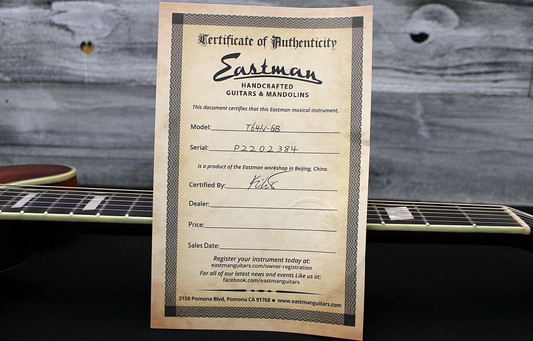 Certificate of Authenticity
Eastman
HANDCRAFTED
GUITARS & MANDOLINS
This document certifies that this Eastman musical instrument,
Model: T64N-GB
Serial: P2202384
is a product of the Eastman workshop in Beijing, China.
Certified By:
Dealer:
Price:
Sales Date:
Register your instrument today at:
eastmanguitars.com/owner-registration
For all of our latest news and events Like us at:
facebook.com/eastmanguitars
2158 Pomona Blvd, Pomona CA 91768 ● www.eastmanguitars.com